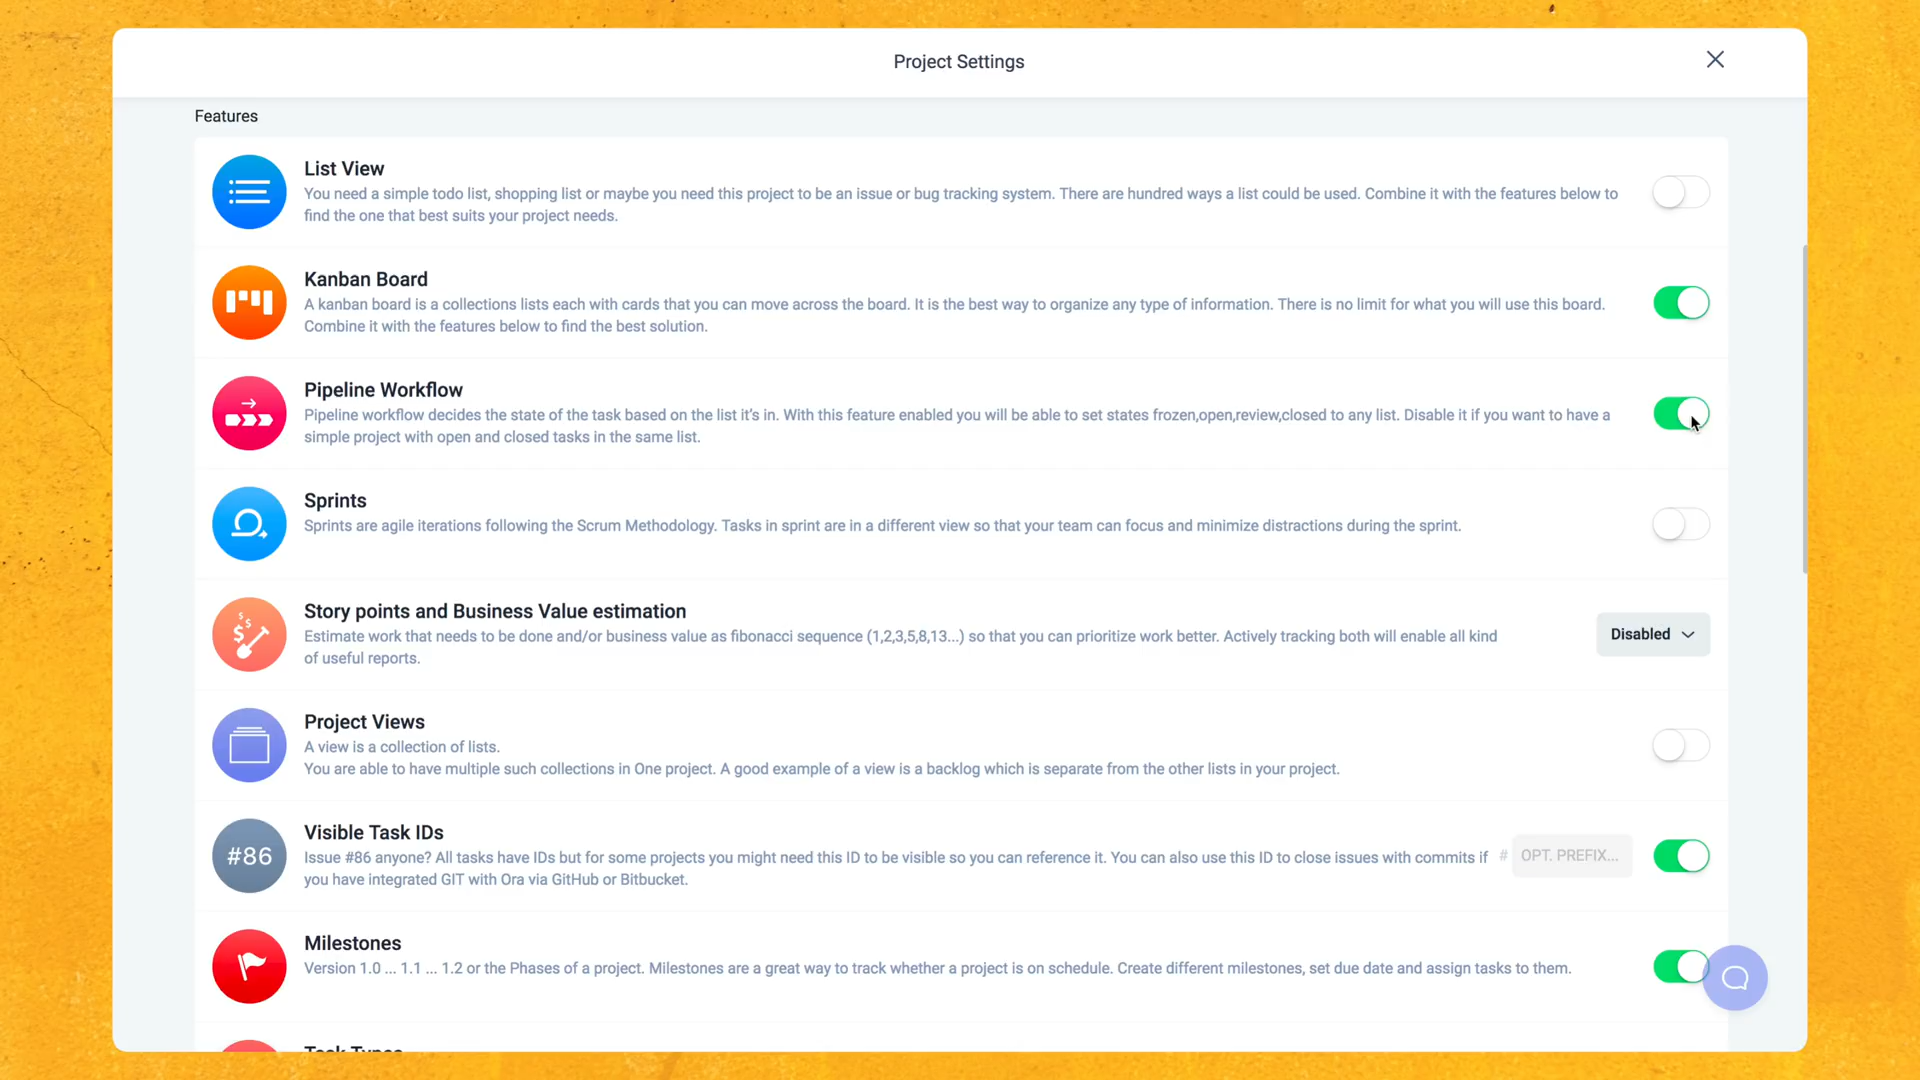 Project Settings
Features
List View
You need a simple todo list, shopping list or maybe you need this project to be an issue or bug tracking system. There are hundred ways a list could be used. Combine it with the features below to
find the one that best suits your project needs.
Kanban Board
A kanban board is a collections lists each with cards that you can move across the board. It is the best way to organize any type of information. There is no limit for what you will use this board.
Combine it with the features below to find the best solution.
Pipeline Workflow
Pipeline workflow decides the state of the task based on the list it's in. With this feature enabled you will be able to set states frozen,open,review,closed to any list. Disable it if you want to have a
simple project with open and closed tasks in the same list.
Sprints
Sprints are agile iterations following the Scrum Methodology. Tasks in sprint are in a different view so that your team can focus and minimize distractions during the sprint.
Story points and Business Value estimation
Estimate work that needs to be done and/or business value as fibonacci sequence (1,2,3,5,8,13...) so that you can prioritize work better. Actively tracking both will enable all kind
of useful reports.
Disabled
Project Views
A view is a collection of lists.
You are able to have multiple such collections in One project. A good example of a view is a backlog which is separate from the other lists in your project.
#86
Visible Task IDs
Issue #86 anyone? All tasks have IDs but for some projects you might need this ID to be visible so you can reference it. You can also use this ID to close issues with commits if
you have integrated GIT with Ora via GitHub or Bitbucket.
# OPT. PREFIX...
Milestones
Version 1.0 ... 1.1 ... 1.2 or the Phases of a project. Milestones are a great way to track whether a project is on schedule. Create different milestones, set due date and assign tasks to them.
Task Types